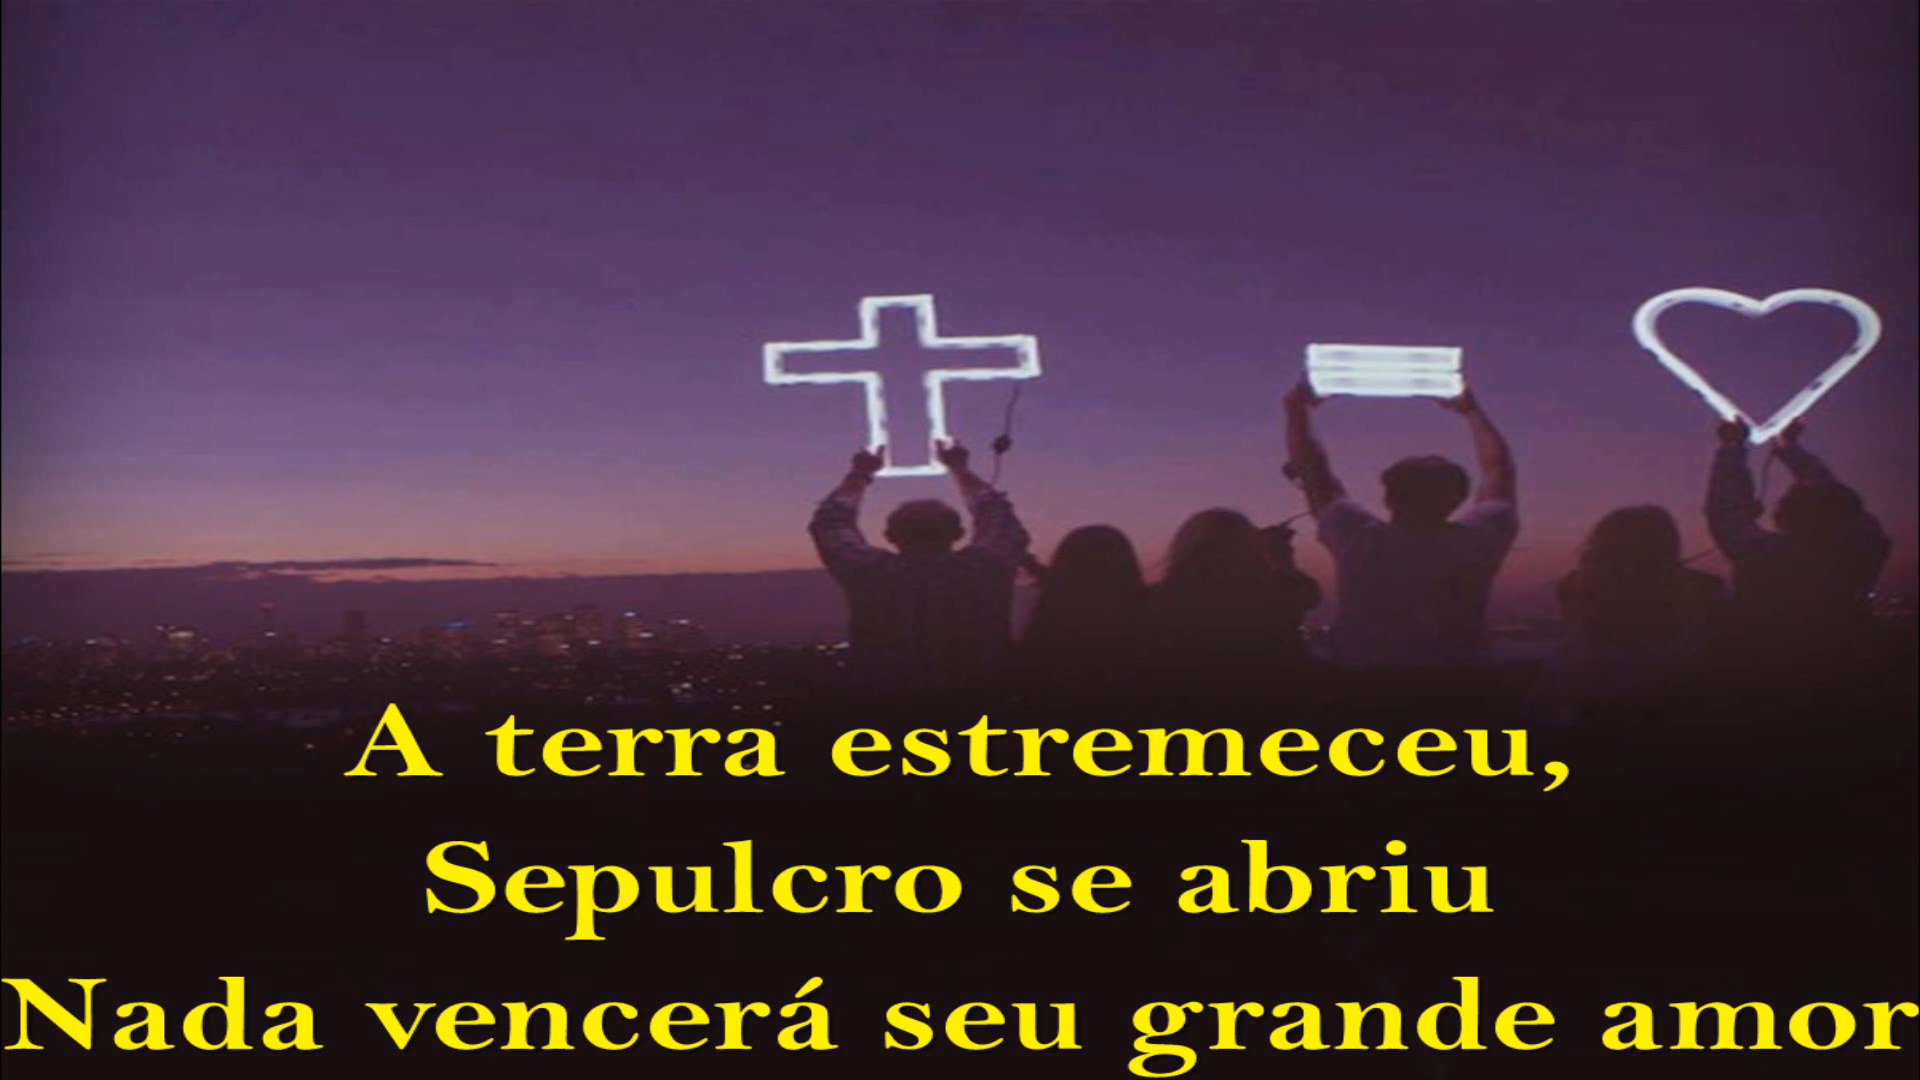 A terra estremeceu,
Sepulcro se abriu
Nada vencerá seu grande amor